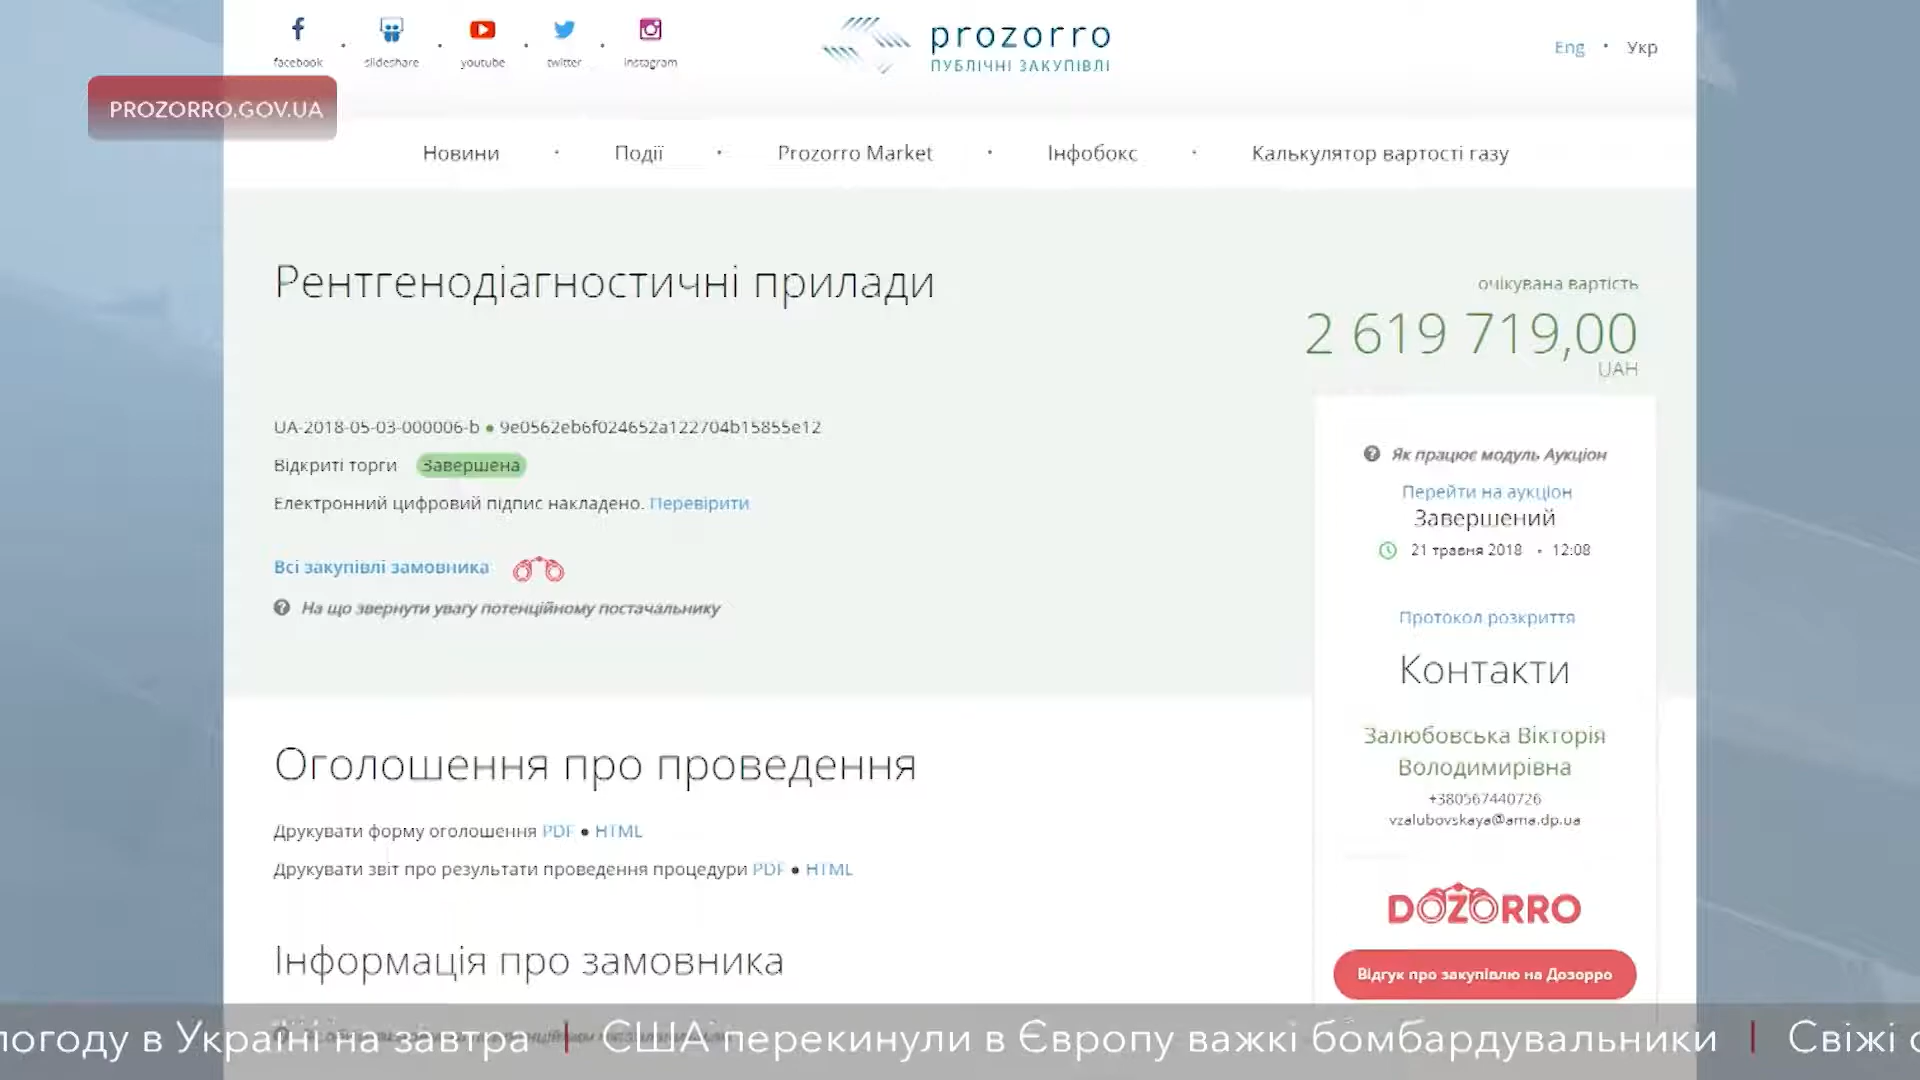 facebook · slideshare · youtube · twitter · instagram
prozorro
ПУБЛІЧНІ ЗАКУПІВЛІ
Eng · Укр
PROZORRO.GOV.UA
Новини · Події · Prozorro Market · Інфобокс · Калькулятор вартості газу
Рентгенодіагностичні прилади
очікувана вартість
2 619 719,00
UAH
UA-2018-05-03-000006-b ● 9e0562eb6f024652a122704b15855e12
Відкриті торги Завершена
Електронний цифровий підпис накладено. Перевірити
Всі закупівлі замовника
На що звернути увагу потенційному постачальнику
Як працює модуль Аукціон
Перейти на аукціон
Завершений
21 травня 2018 • 12:08
Протокол розкриття
Контакти
Залюбовська Вікторія
Володимирівна
+380567440726
vzalubovskaya@ama.dp.ua
DOZORRO
Відгук про закупівлю на Дозорро
Оголошення про проведення
Друкувати форму оголошення PDF ● HTML
Друкувати звіт про результати проведення процедури PDF ● HTML
Інформація про замовника
погоду в Україні на завтра | США перекинули в Європу важкі бомбардувальники | Свіжі